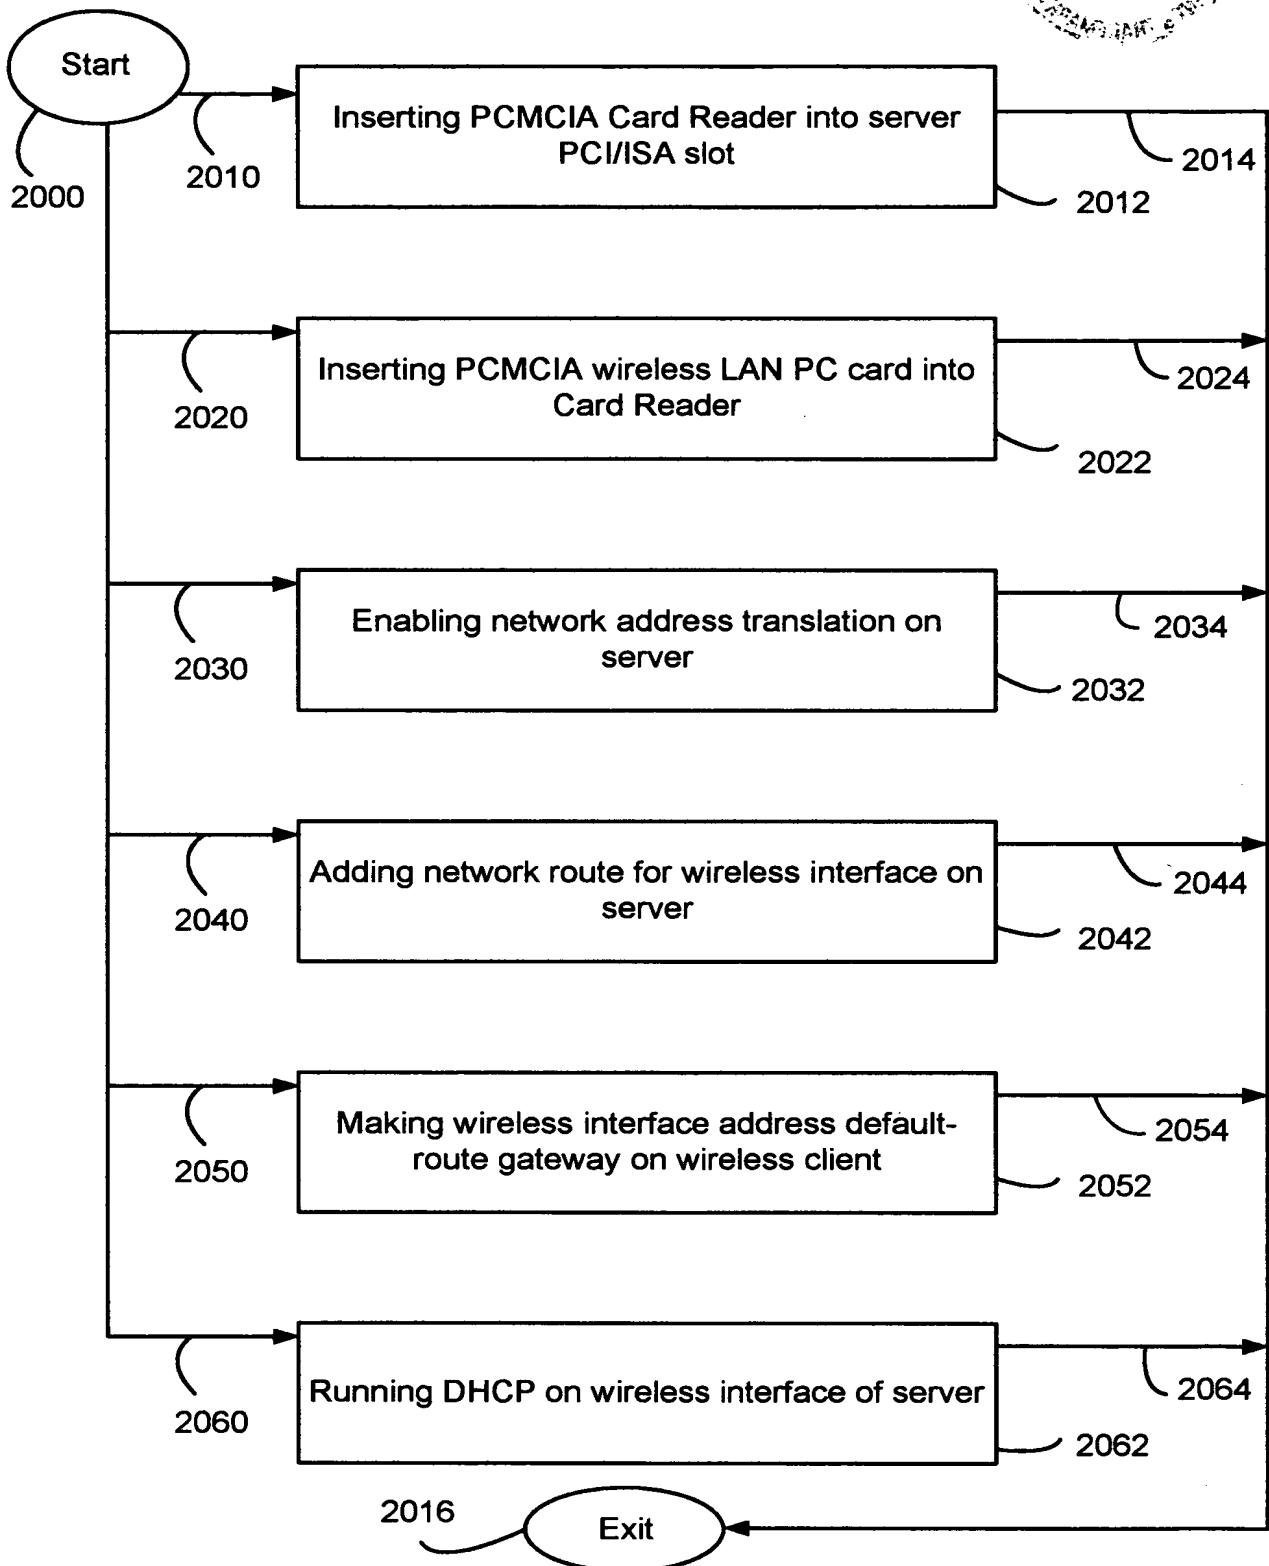 Start
2000
2010
Inserting PCMCIA Card Reader into server
PCI/ISA slot
2014
2012
2020
Inserting PCMCIA wireless LAN PC card into
Card Reader
2024
2022
2030
Enabling network address translation on
server
2034
2032
2040
Adding network route for wireless interface on
server
2044
2042
2050
Making wireless interface address default-
route gateway on wireless client
2054
2052
2060
Running DHCP on wireless interface of server
2064
2062
2016
Exit